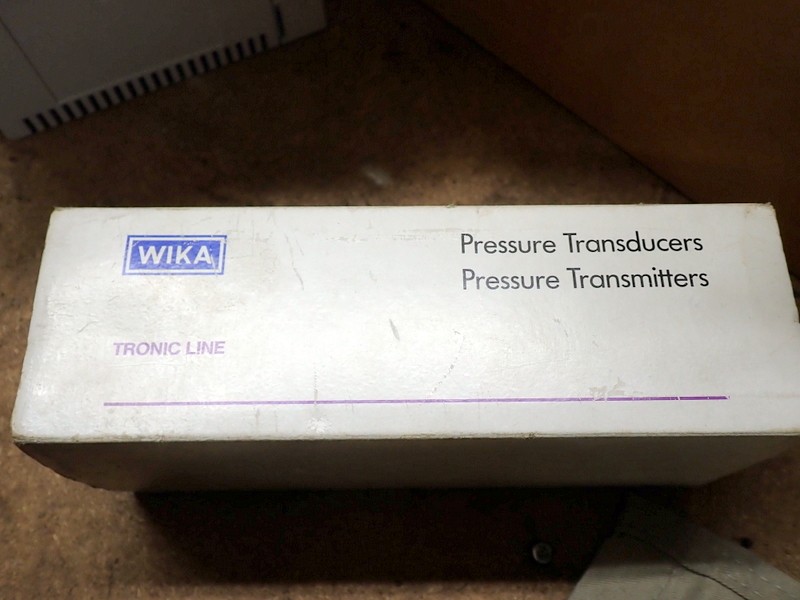 WIKA
Pressure Transducers
Pressure Transmitters
TRONIC LINE